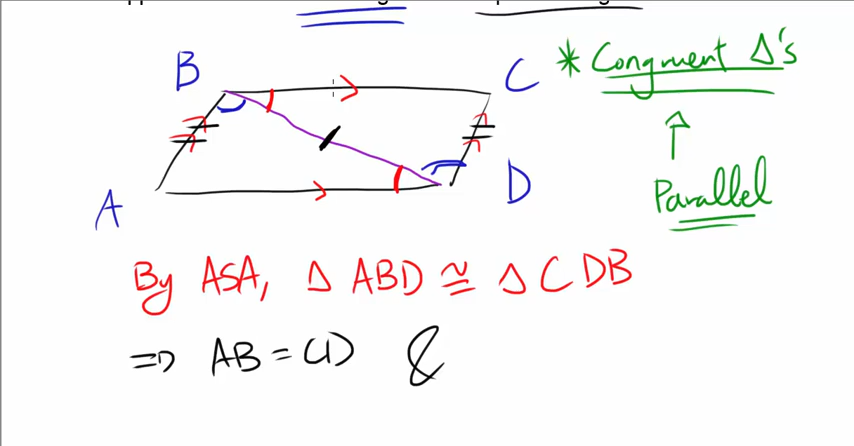 B
C
* Congruent Δ's
A
D
Parallel
By ASA, Δ ABD ≅ Δ CDB
⇒ AB = CD &